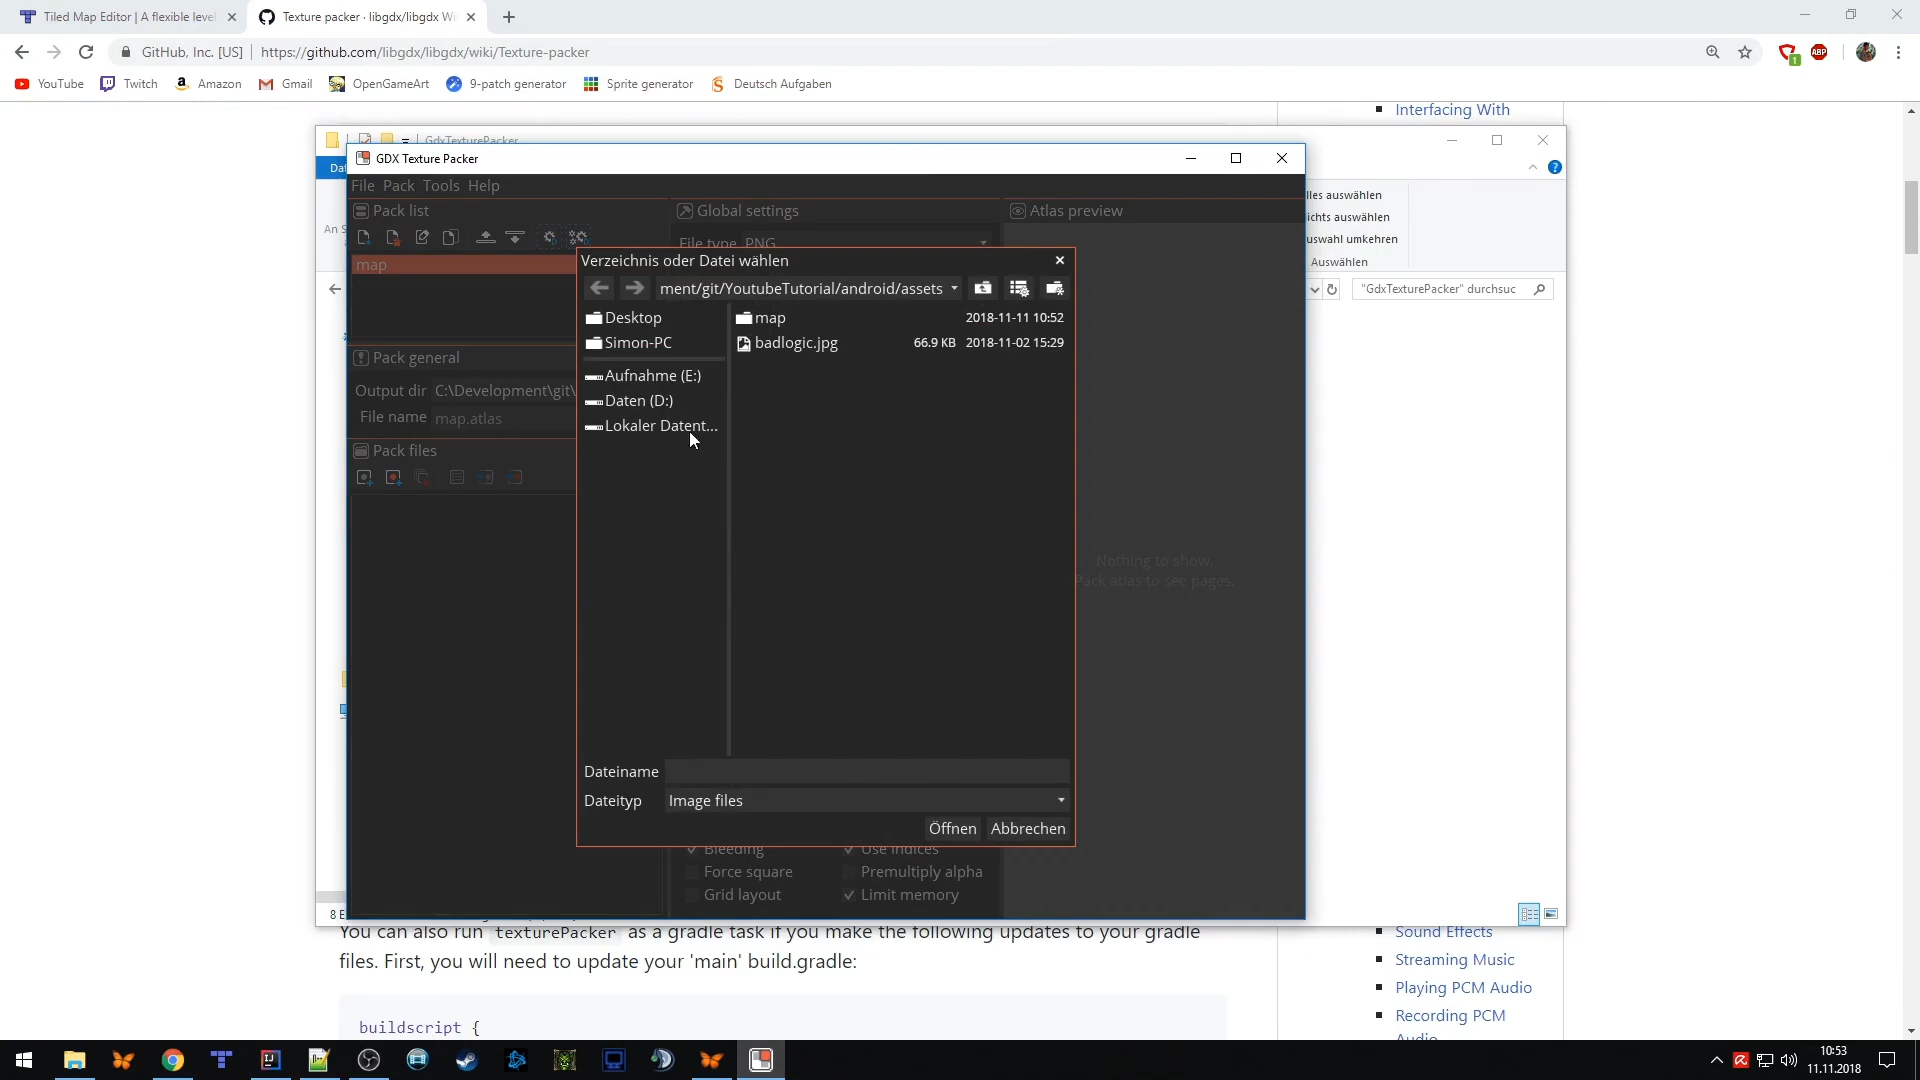 Tiled Map Editor | A flexible level
Texture packer · libgdx/libgdx Wi
GitHub, Inc. [US]
https://github.com/libgdx/libgdx/wiki/Texture-packer
ABP
1
YouTube
Twitch
Amazon
Gmail
OpenGameArt
9-patch generator
Sprite generator
Deutsch Aufgaben
Interfacing With
GdxTexturePacker
GDX Texture Packer
Dat
File Pack Tools Help
Pack list
Global settings
Atlas preview
lles auswählen
ichts auswählen
uswahl umkehren
Auswählen
An S
File type PNG
map
Verzeichnis oder Datei wählen
ment/git/YoutubeTutorial/android/assets
"GdxTexturePacker" durchsuc
Desktop
Simon-PC
Aufnahme (E:)
Daten (D:)
Lokaler Datent...
map 2018-11-11 10:52
badlogic.jpg 66.9 KB 2018-11-02 15:29
Pack general
Output dir C:\Development\git\
File name map.atlas
Pack files
Nothing to show.
Pack atlas to see pages.
Dateiname
Dateityp Image files
Öffnen Abbrechen
Bleeding
Use indices
Force square
Premultiply alpha
Grid layout
Limit memory
8 E
You can also run texturePacker as a gradle task if you make the following updates to your gradle
files. First, you will need to update your 'main' build.gradle:
buildscript {
Sound Effects
Streaming Music
Playing PCM Audio
Recording PCM
Audio
10:53
11.11.2018